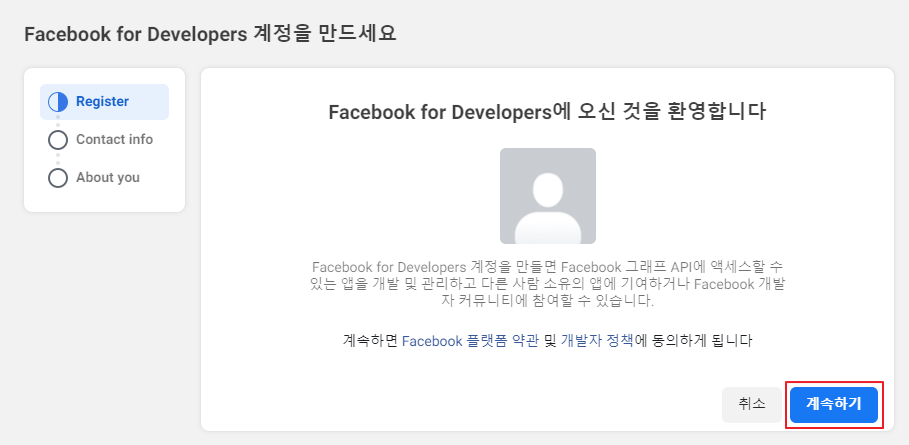 Facebook for Developers 계정을 만드세요
Register
Contact info
About you
Facebook for Developers에 오신 것을 환영합니다
Facebook for Developers 계정을 만들면 Facebook 그래프 API에 액세스할 수
있는 앱을 개발 및 관리하고 다른 사람 소유의 앱에 기여하거나 Facebook 개발
자 커뮤니티에 참여할 수 있습니다.
계속하면 Facebook 플랫폼 약관 및 개발자 정책에 동의하게 됩니다
취소
계속하기